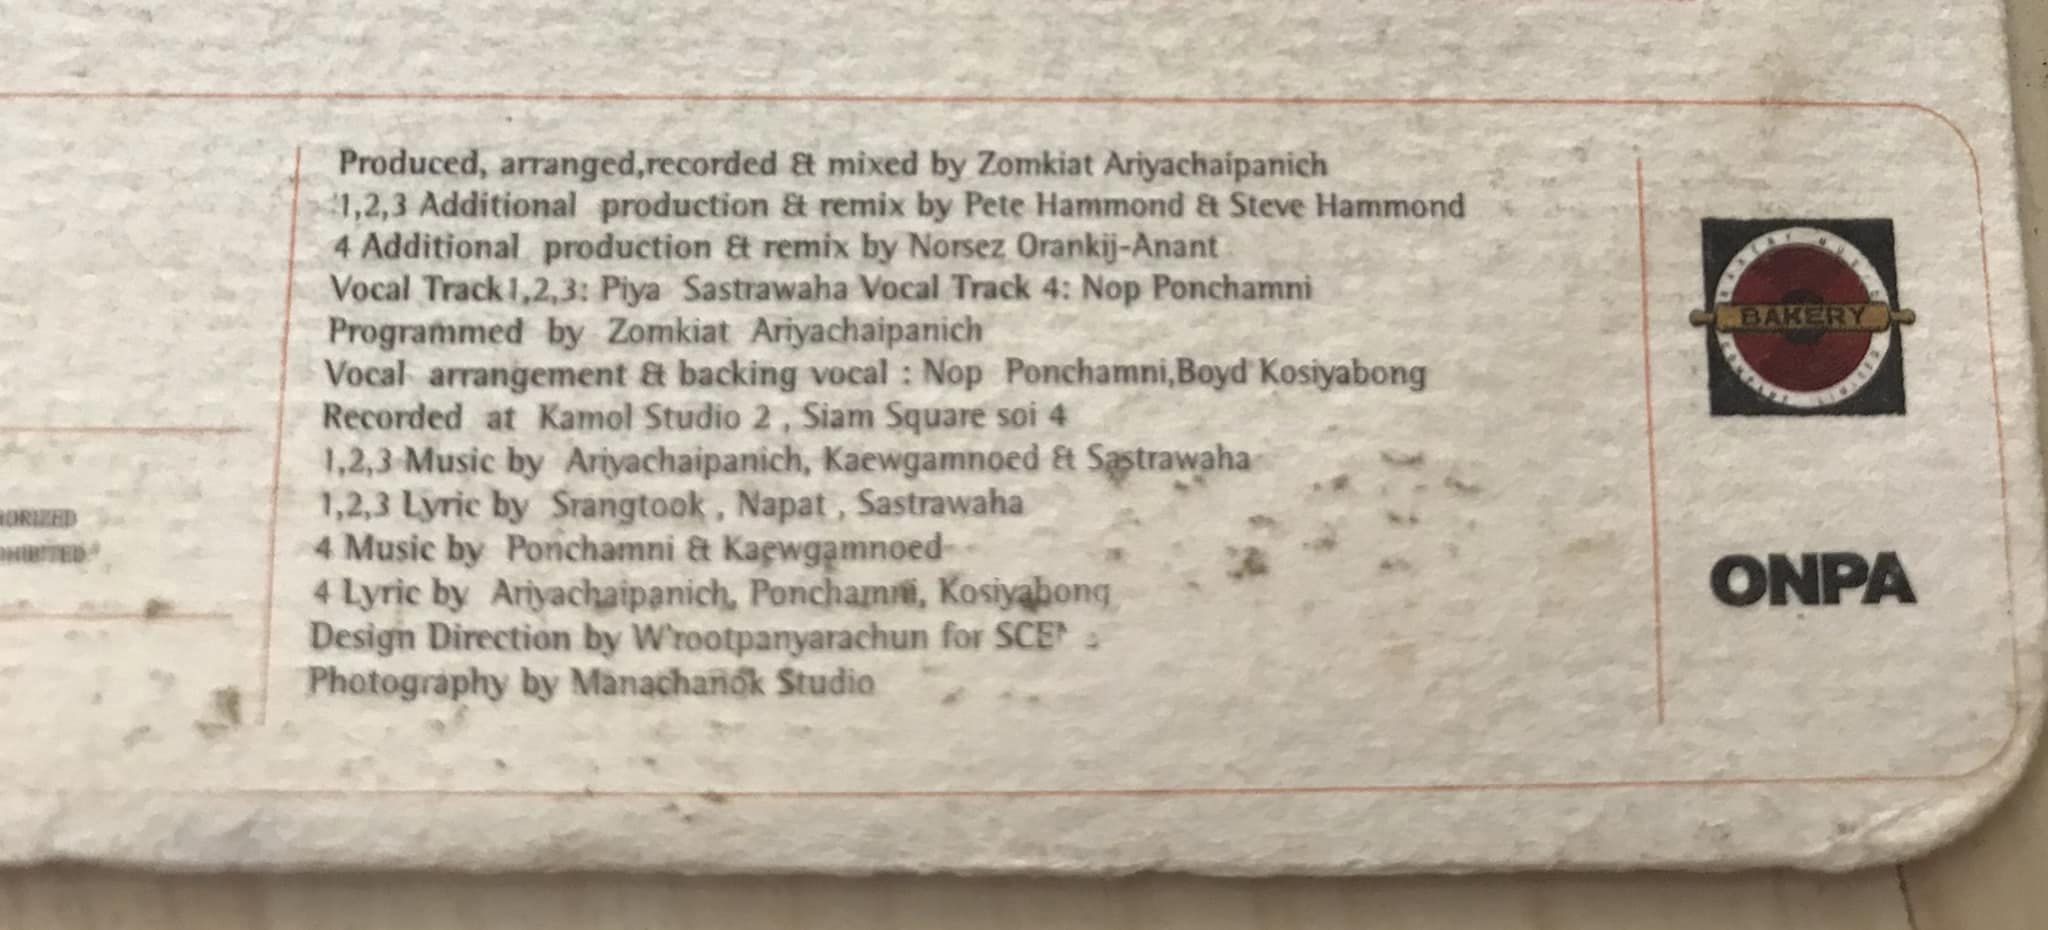 Produced, arranged,recorded & mixed by Zomkiat Ariyachaipanich
1,2,3 Additional production & remix by Pete Hammond & Steve Hammond
4 Additional production & remix by Norsez Orankij-Anant
Vocal Track1,2,3: Piya Sastrawaha Vocal Track 4: Nop Ponchamni
Programmed by Zomkiat Ariyachaipanich
Vocal arrangement & backing vocal : Nop Ponchamni,Boyd Kosiyabong
Recorded at Kamol Studio 2 , Siam Square soi 4
1,2,3 Music by Ariyachaipanich, Kaewgamnoed & Sastrawaha
1,2,3 Lyric by Srangtook , Napat , Sastrawaha
4 Music by Ponchamni & Kaewgamnoed
4 Lyric by Ariyachaipanich, Ponchamni, Kosiyabong
Design Direction by W'rootpanyarachun for
Photography by Manachanok Studio
BAKERY MUSIC
BAKERY
COMPANY LIMITED
ONPA